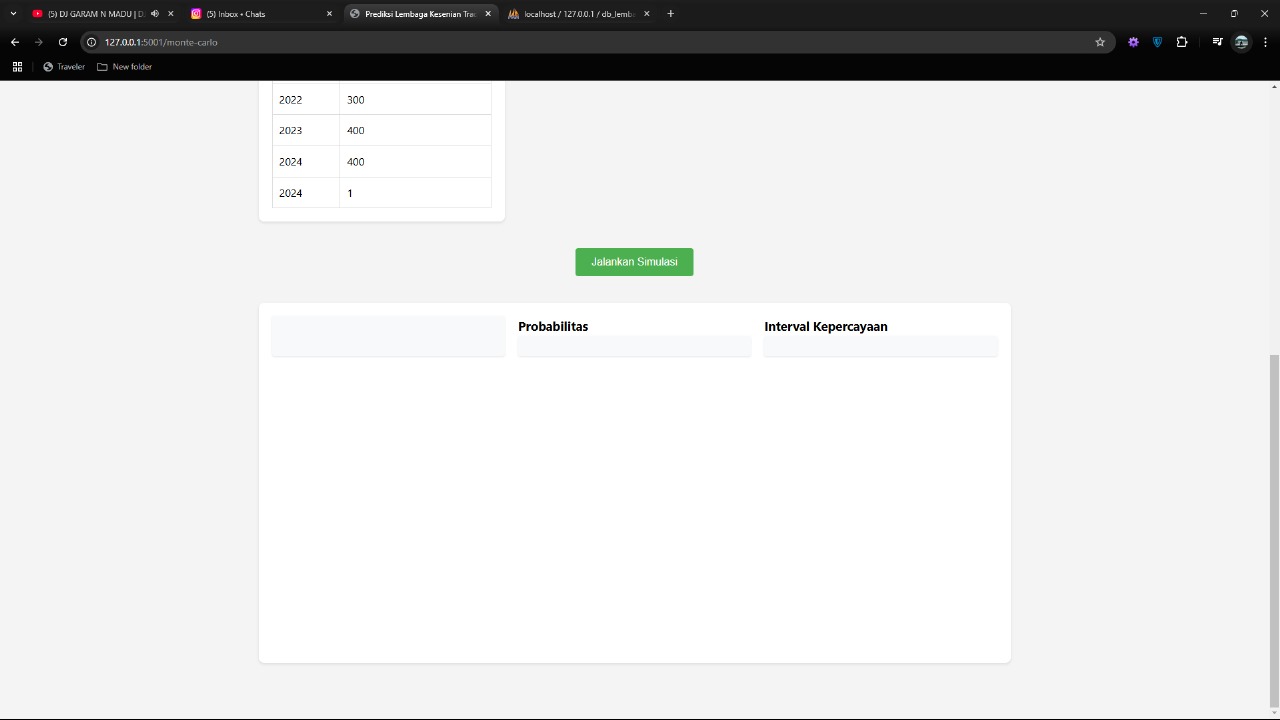 (5) DJ GARAM N MADU | D
(5) Inbox • Chats
Prediksi Lembaga Kesenian Trad
localhost / 127.0.0.1 / db_lemba
127.0.0.1:5001/monte-carlo
Traveler
New folder
2022 300
2023 400
2024 400
2024 1
Jalankan Simulasi
Probabilitas
Interval Kepercayaan